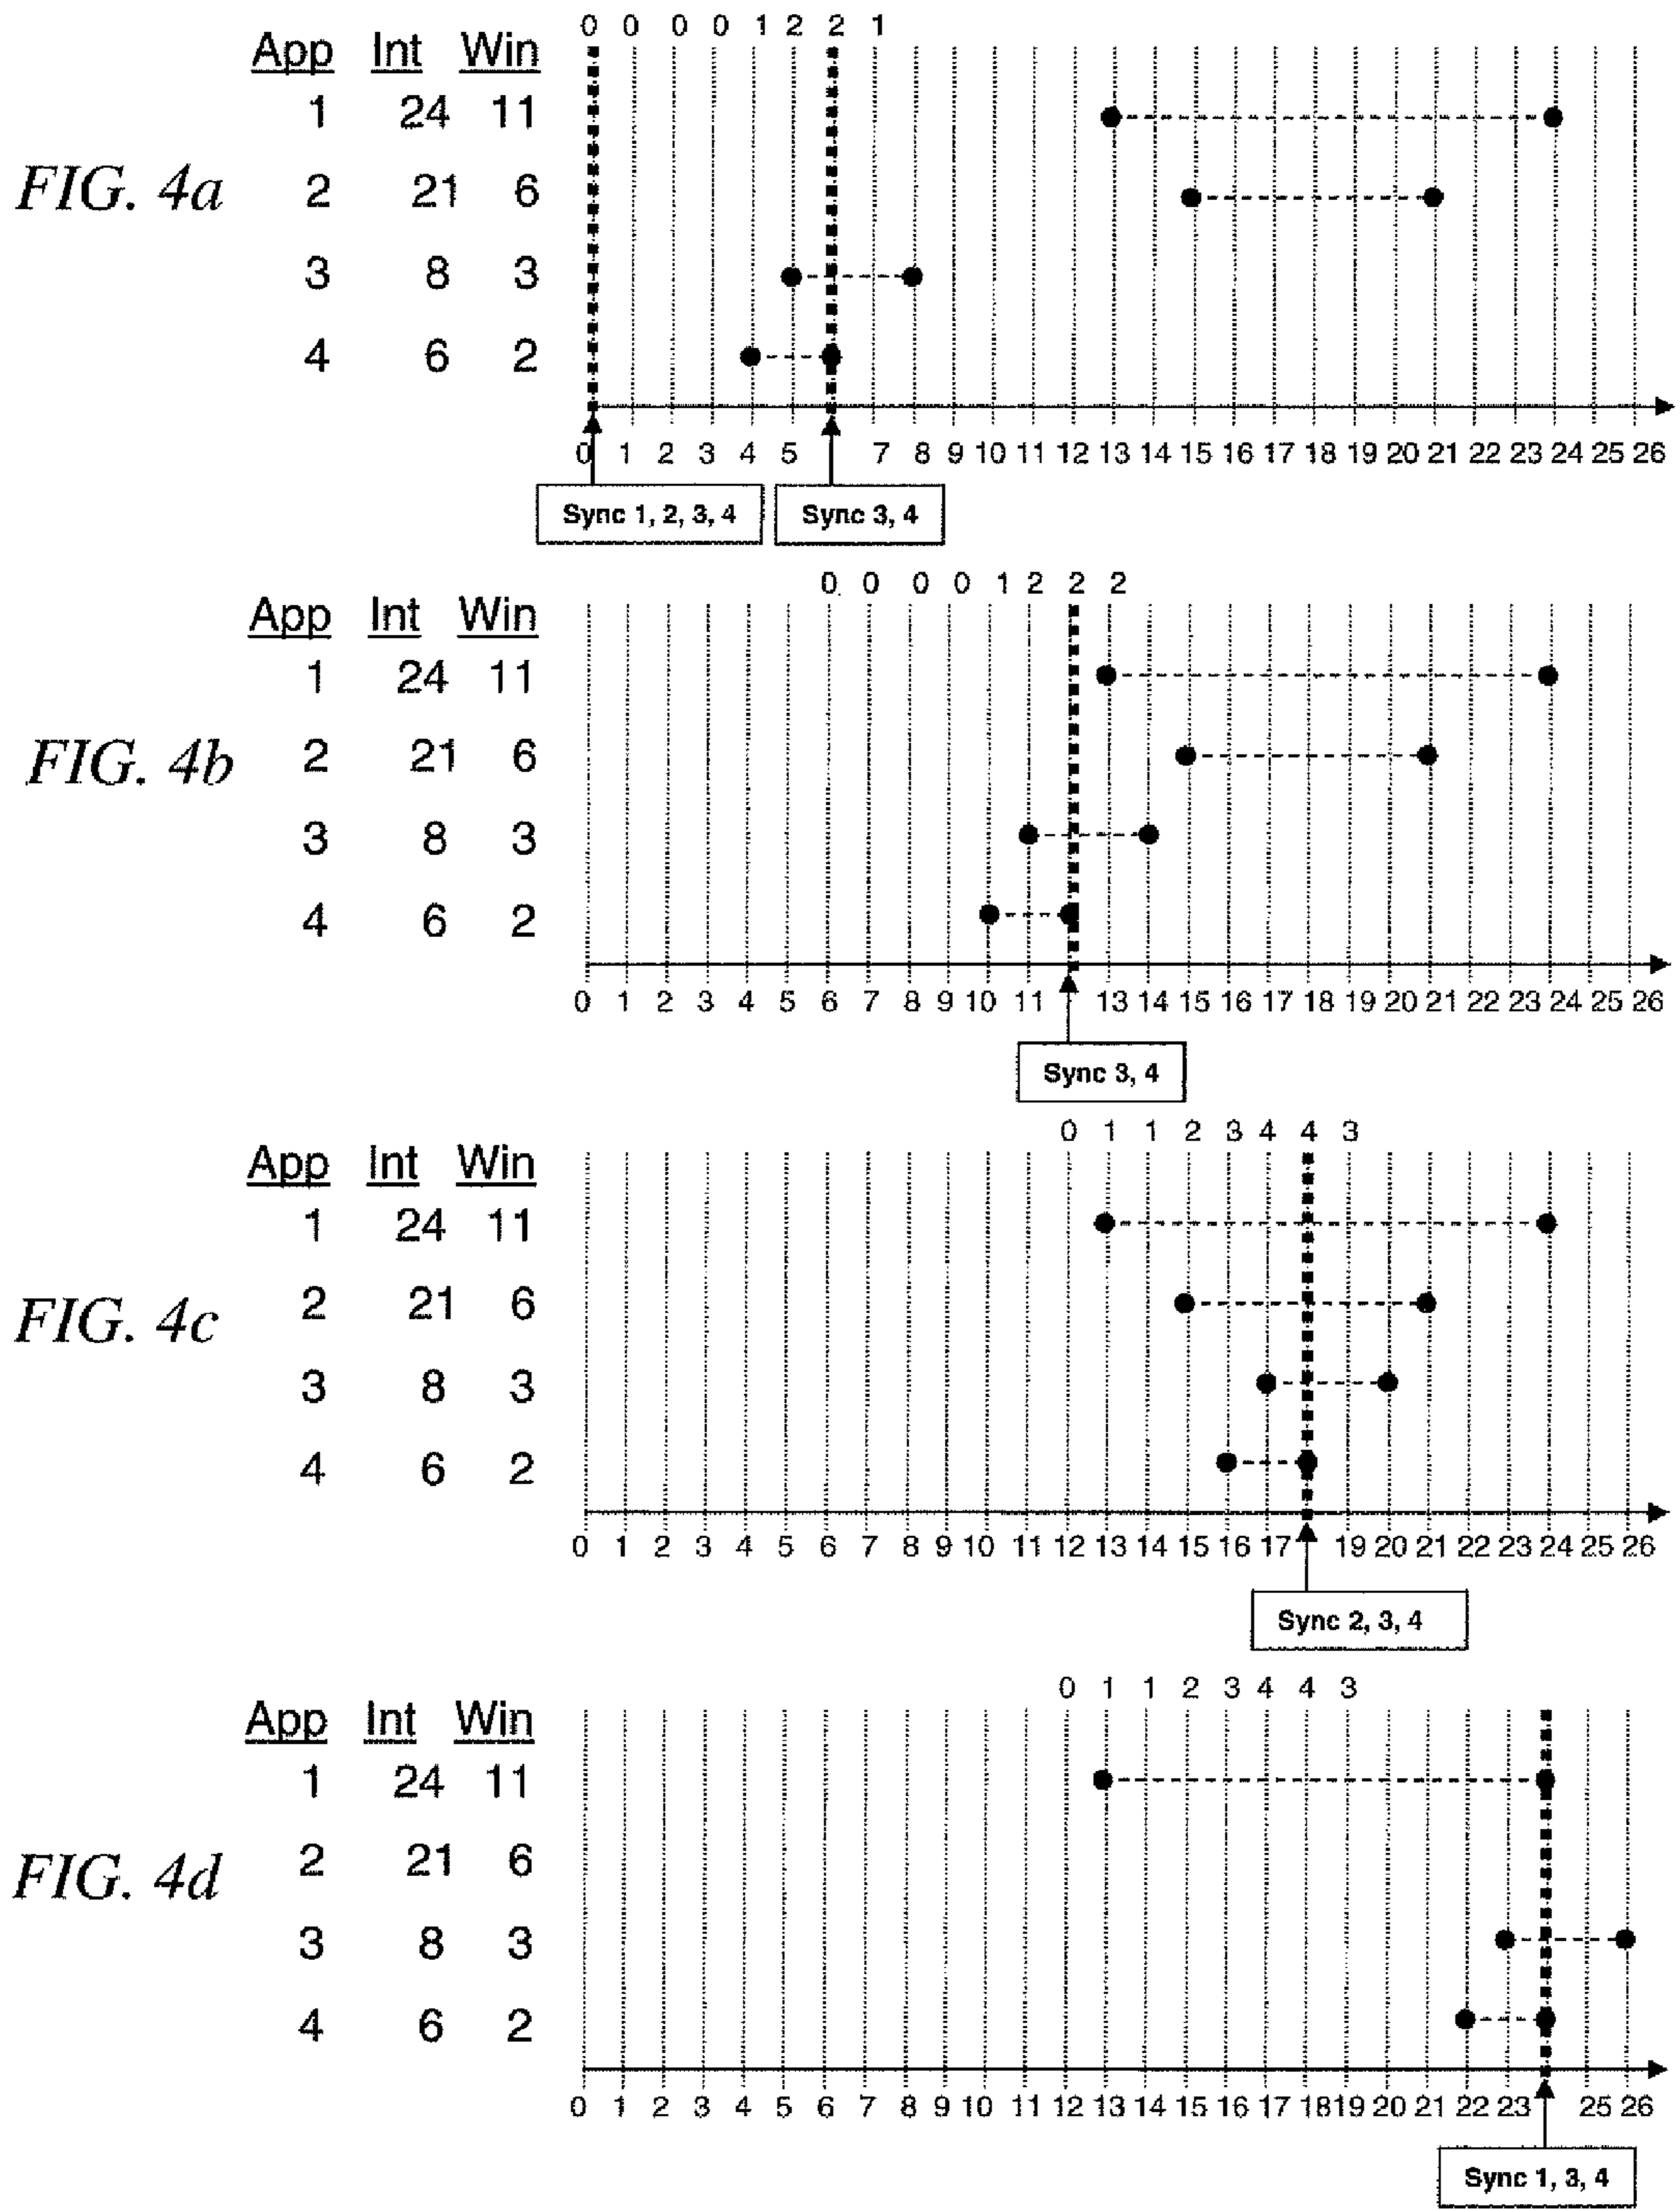 0 0 0 0 1 2 2 1
App Int Win
1 24 11
FIG. 4a 2 21 6
3 8 3
4 6 2
0 1 2 3 4 5 7 8 9 10 11 12 13 14 15 16 17 18 19 20 21 22 23 24 25 26
Sync 1, 2, 3, 4 Sync 3, 4
0 0 0 0 1 2 2 2
App Int Win
1 24 11
FIG. 4b 2 21 6
3 8 3
4 6 2
0 1 2 3 4 5 6 7 8 9 10 11 13 14 15 16 17 18 19 20 21 22 23 24 25 26
Sync 3, 4
0 1 1 2 3 4 4 3
App Int Win
1 24 11
FIG. 4c 2 21 6
3 8 3
4 6 2
0 1 2 3 4 5 6 7 8 9 10 11 12 13 14 15 16 17 19 20 21 22 23 24 25 26
Sync 2, 3, 4
0 1 1 2 3 4 4 3
App Int Win
1 24 11
FIG. 4d 2 21 6
3 8 3
4 6 2
0 1 2 3 4 5 6 7 8 9 10 11 12 13 14 15 16 17 18 19 20 21 22 23 25 26
Sync 1, 3, 4